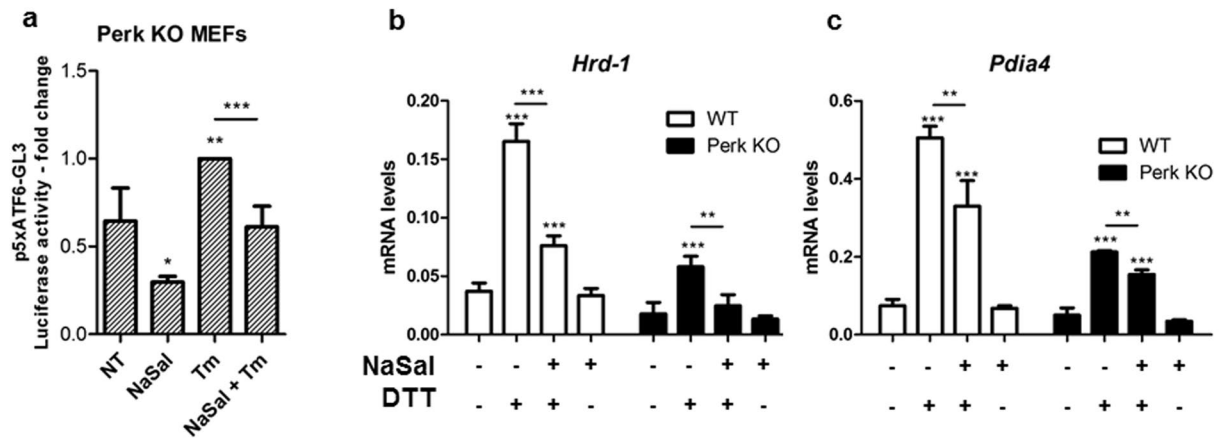 a
Perk KO MEFs
p5xATF6-GL3
Luciferase activity - fold change
1.5
1.0
0.5
0.0
***
**
*
NT
NaSal
Tm
NaSal + Tm
b
Hrd-1
mRNA levels
0.20
0.15
0.10
0.05
0.00
WT
Perk KO
***
***
***
**
***
NaSal - - + + - - + +
DTT - + + - - + + -
c
Pdia4
mRNA levels
0.6
0.4
0.2
0.0
WT
Perk KO
**
***
***
**
***
***
- - + + - - + +
- + + - - + + -